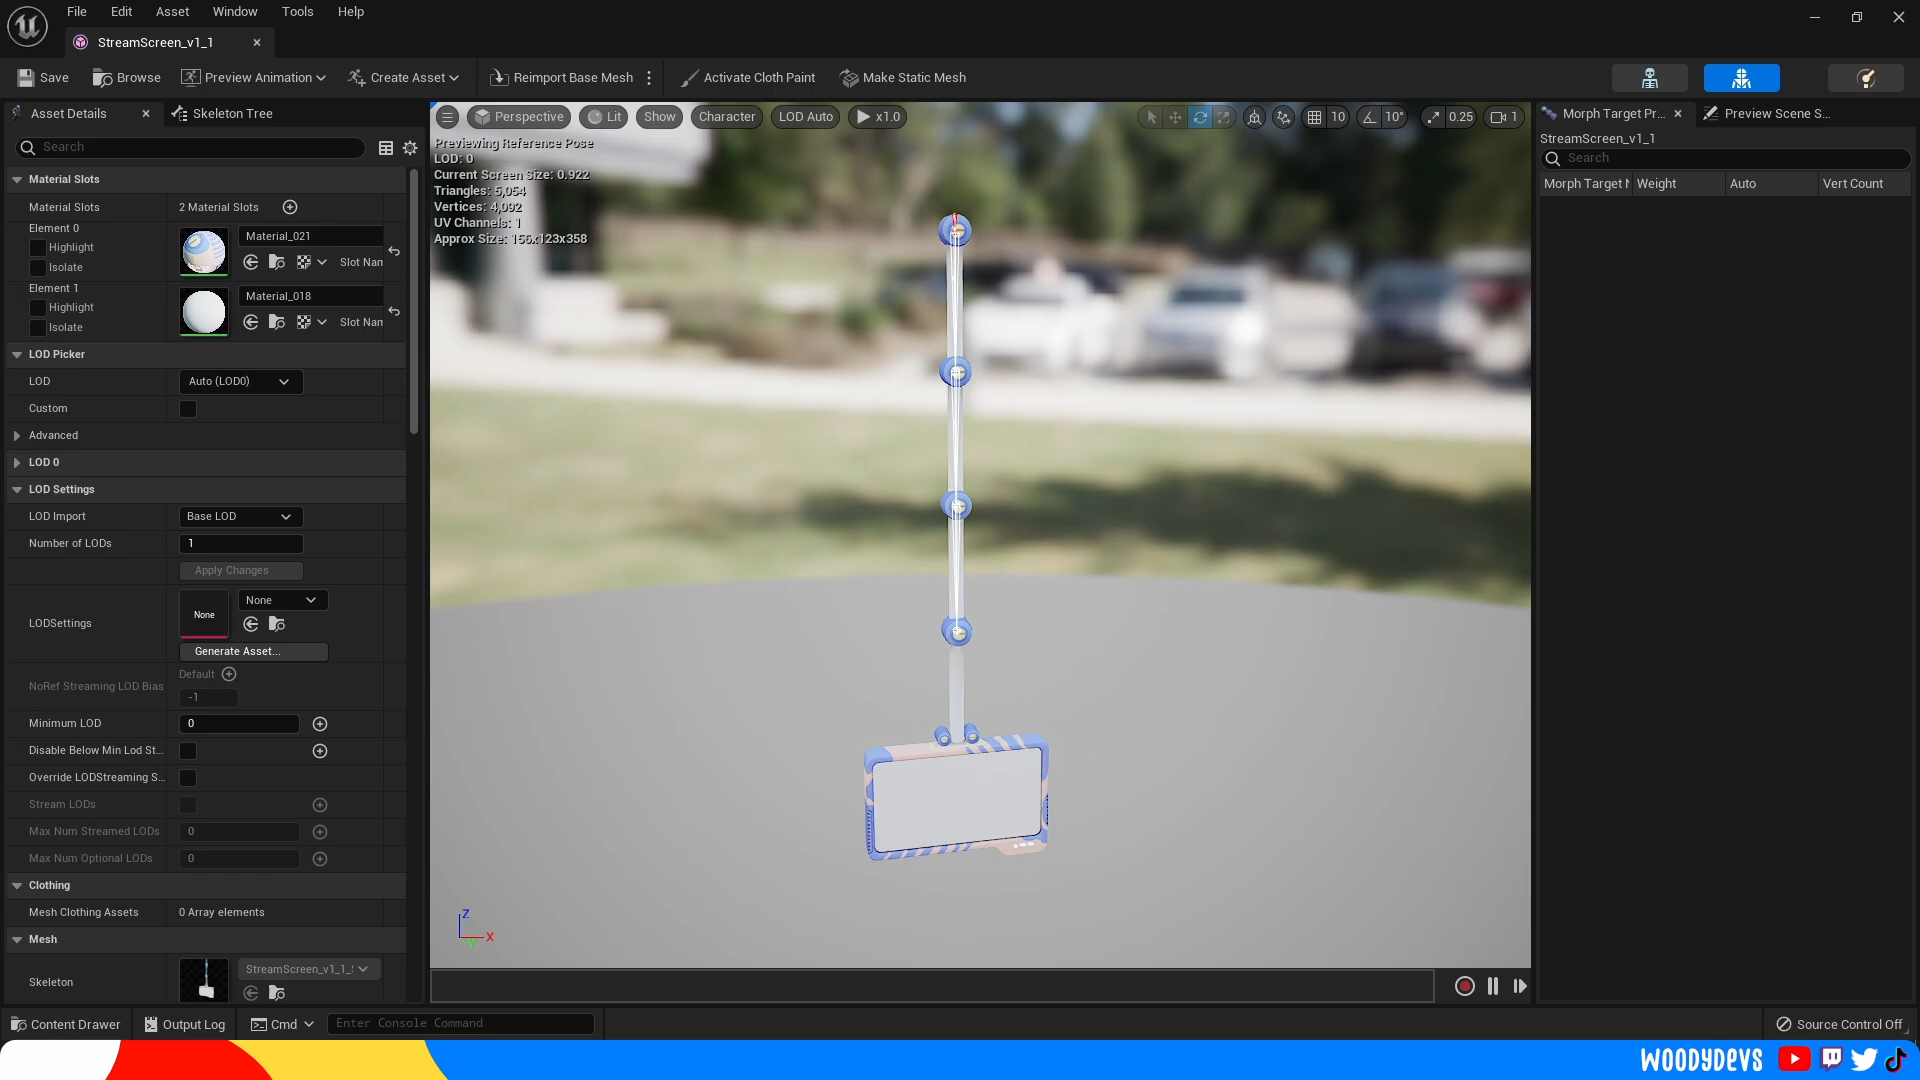 File Edit Asset Window Tools Help
StreamScreen_v1_1
Save Browse Preview Animation Create Asset Reimport Base Mesh Activate Cloth Paint Make Static Mesh
Asset Details Skeleton Tree
Search
Material Slots
Material Slots 2 Material Slots
Element 0
Highlight
Isolate
Material_021
Slot Nam
Element 1
Highlight
Isolate
Material_018
Slot Nam
LOD Picker
LOD Auto (LOD0)
Custom
Advanced
LOD 0
LOD Settings
LOD Import Base LOD
Number of LODs 1
Apply Changes
LODSettings None None
Generate Asset...
NoRef Streaming LOD Bias Default
-1
Minimum LOD 0
Disable Below Min Lod St...
Override LODStreaming S...
Stream LODs
Max Num Streamed LODs 0
Max Num Optional LODs 0
Clothing
Mesh Clothing Assets 0 Array elements
Mesh
Skeleton StreamScreen_v1_1_S
Perspective Lit Show Character LOD Auto x1.0 10 10° 0.25 1
Previewing Reference Pose
LOD: 0
Current Screen Size: 0.922
Triangles: 5,054
Vertices: 4,092
UV Channels: 1
Approx Size: 156x123x358
Z
X
Y
Morph Target Pr... Preview Scene S...
StreamScreen_v1_1
Search
Morph Target N Weight Auto Vert Count
Content Drawer Output Log Cmd Enter Console Command Source Control Off
WOODYDEVS